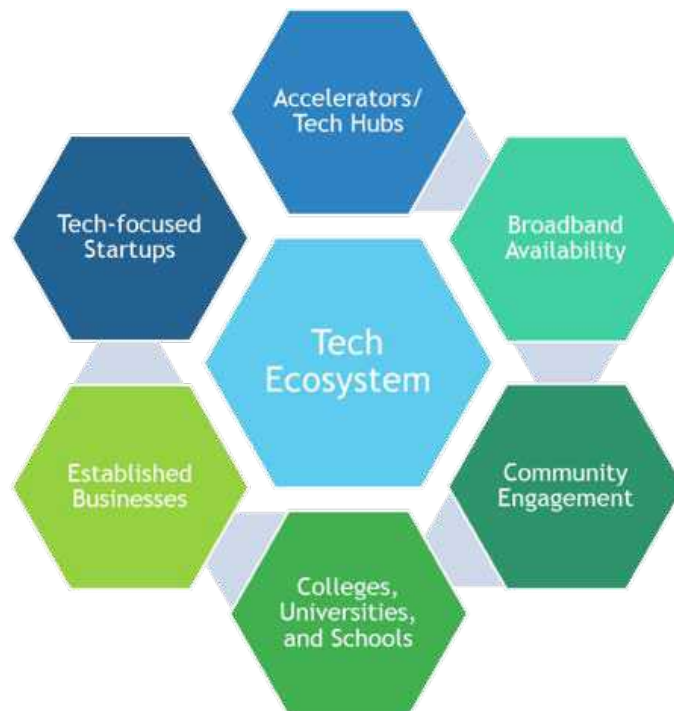 Accelerators/
Tech Hubs
Broadband
Availability
Community
Engagement
Colleges,
Universities,
and Schools
Established
Businesses
Tech-focused
Startups
Tech
Ecosystem